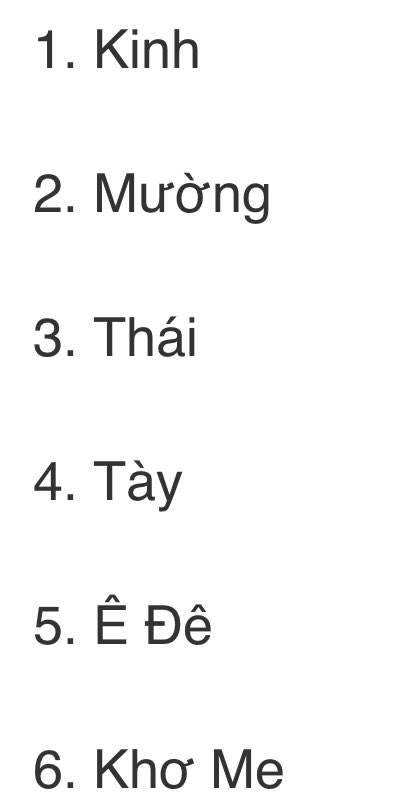 1. Kinh
2. Mường
3. Thái
4. Tày
5. Ê Đê
6. Khơ Me